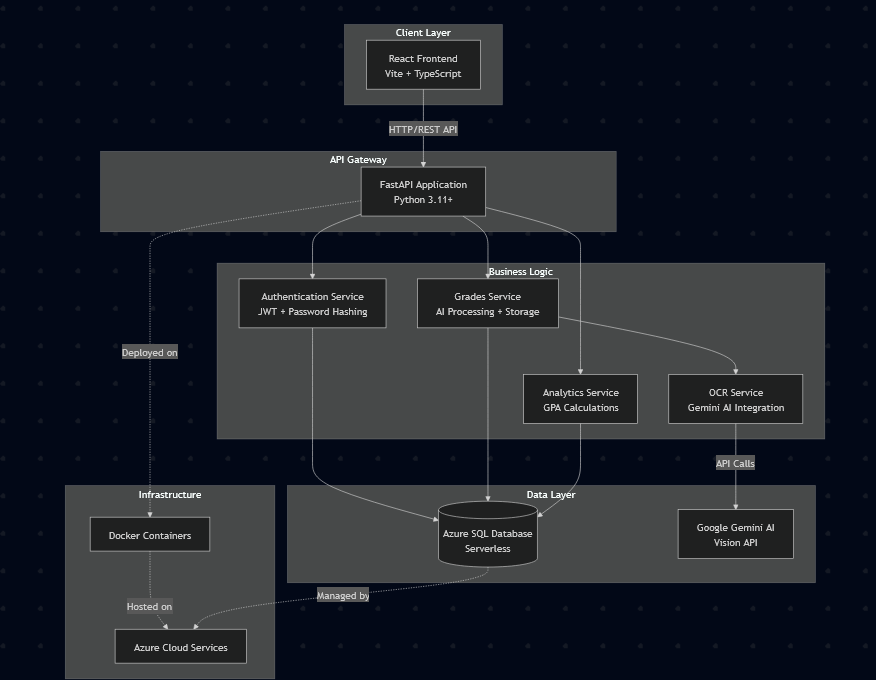 Client Layer
React Frontend
Vite + TypeScript
HTTP/REST API
API Gateway
FastAPI Application
Python 3.11+
Business Logic
Authentication Service
JWT + Password Hashing
Grades Service
AI Processing + Storage
Deployed on
Analytics Service
GPA Calculations
OCR Service
Gemini AI Integration
API Calls
Infrastructure
Data Layer
Docker Containers
Azure SQL Database
Serverless
Google Gemini AI
Vision API
Managed by
Hosted on
Azure Cloud Services